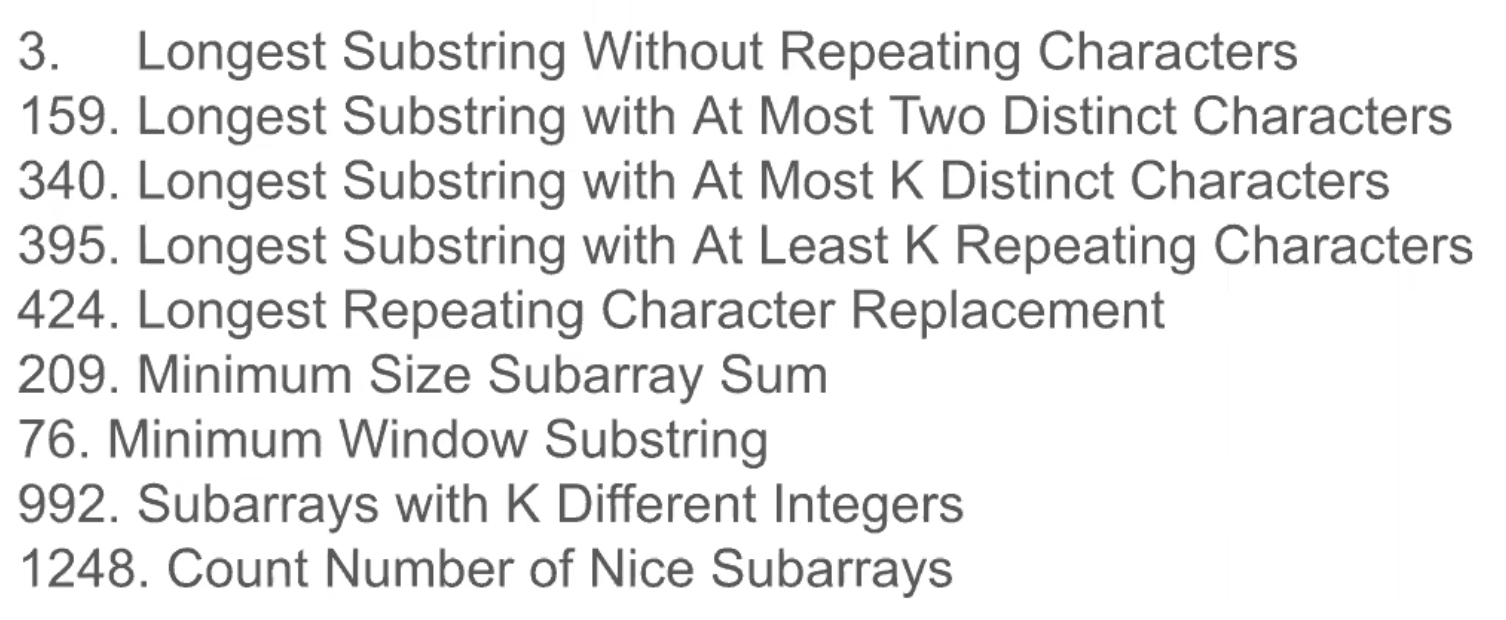 3. Longest Substring Without Repeating Characters
159. Longest Substring with At Most Two Distinct Characters
340. Longest Substring with At Most K Distinct Characters
395. Longest Substring with At Least K Repeating Characters
424. Longest Repeating Character Replacement
209. Minimum Size Subarray Sum
76. Minimum Window Substring
992. Subarrays with K Different Integers
1248. Count Number of Nice Subarrays